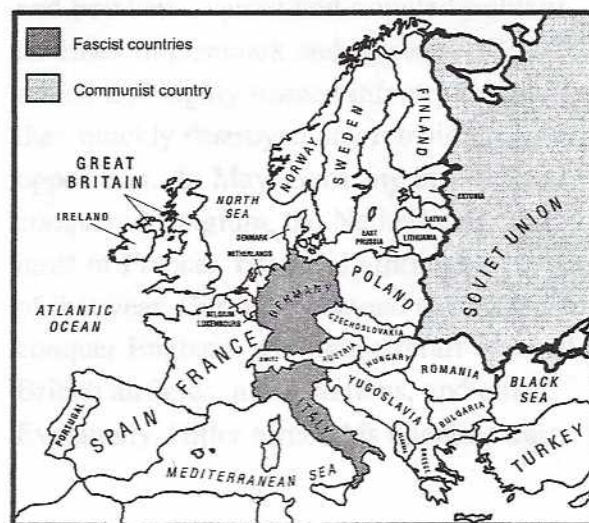 Fascist countries
Communist country
GREAT
BRITAIN
IRELAND
NORTH
SEA
NORWAY
SWEDEN
FINLAND
ESTONIA
LATVIA
LITHUANIA
EAST
PRUSSIA
DENMARK
NETHERLANDS
BELGIUM
LUXEMBOURG
GERMANY
POLAND
SOVIET UNION
ATLANTIC
OCEAN
FRANCE
CZECHOSLOVAKIA
SWITZ
AUSTRIA
HUNGARY
ROMANIA
YUGOSLAVIA
BULGARIA
BLACK
SEA
PORTUGAL
SPAIN
ITALY
ALBANIA
GREECE
TURKEY
MEDITERRANEAN SEA